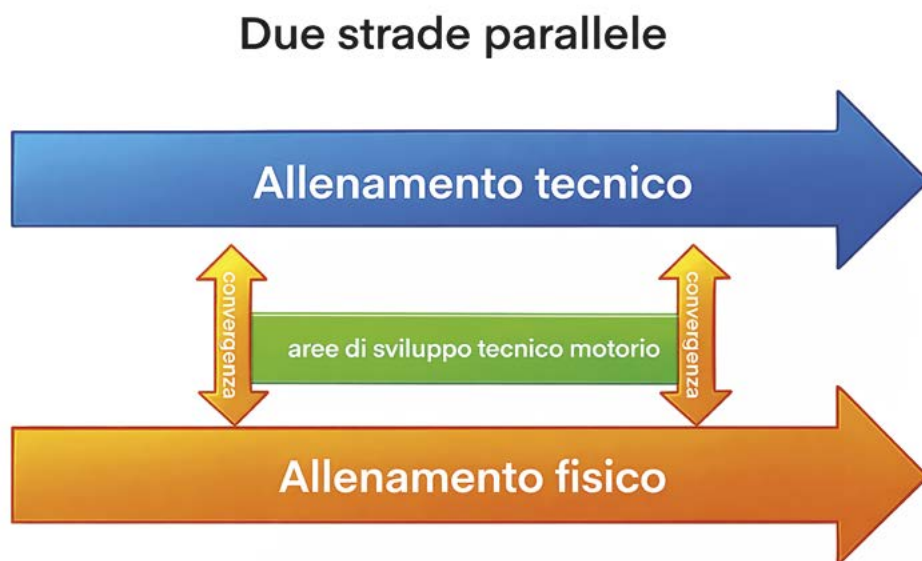 Due strade parallele
Allenamento tecnico
convergenza
aree di sviluppo tecnico motorio
convergenza
Allenamento fisico